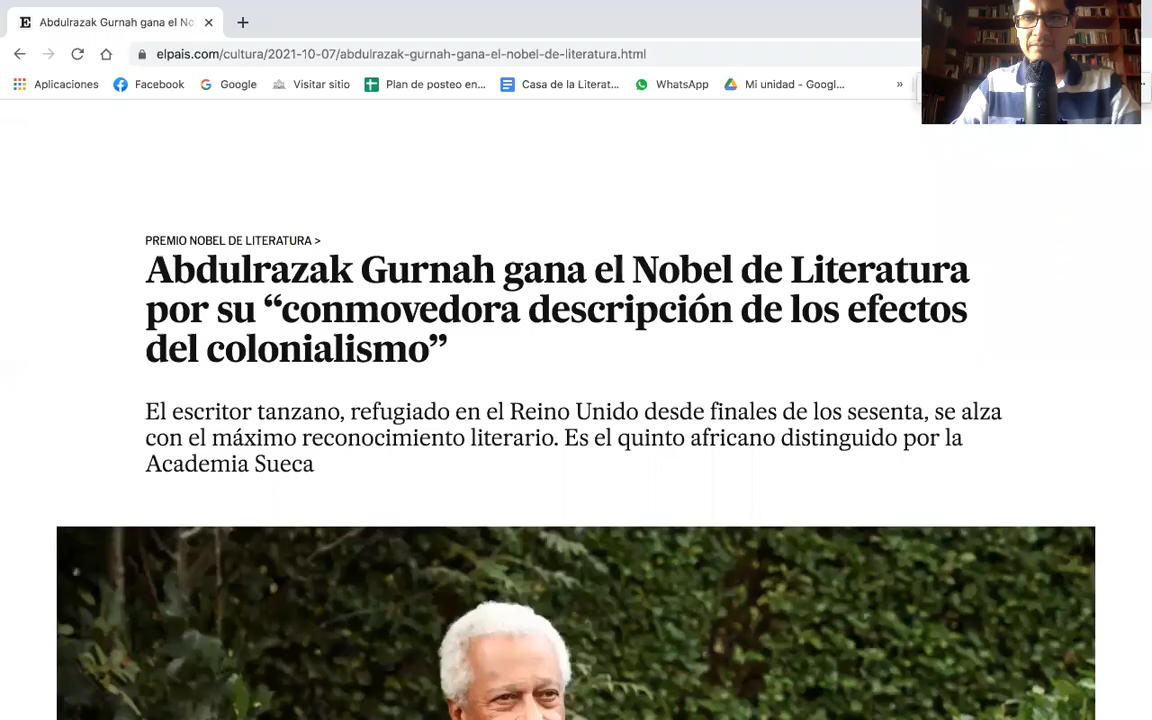 Abdulrazak Gurnah gana el No
elpais.com/cultura/2021-10-07/abdulrazak-gurnah-gana-el-nobel-de-literatura.html
Aplicaciones Facebook Google Visitar sitio Plan de posteo en... Casa de la Literat... WhatsApp Mi unidad - Googl... »
PREMIO NOBEL DE LITERATURA >
Abdulrazak Gurnah gana el Nobel de Literatura
por su “conmovedora descripción de los efectos
del colonialismo”
El escritor tanzano, refugiado en el Reino Unido desde finales de los sesenta, se alza
con el máximo reconocimiento literario. Es el quinto africano distinguido por la
Academia Sueca